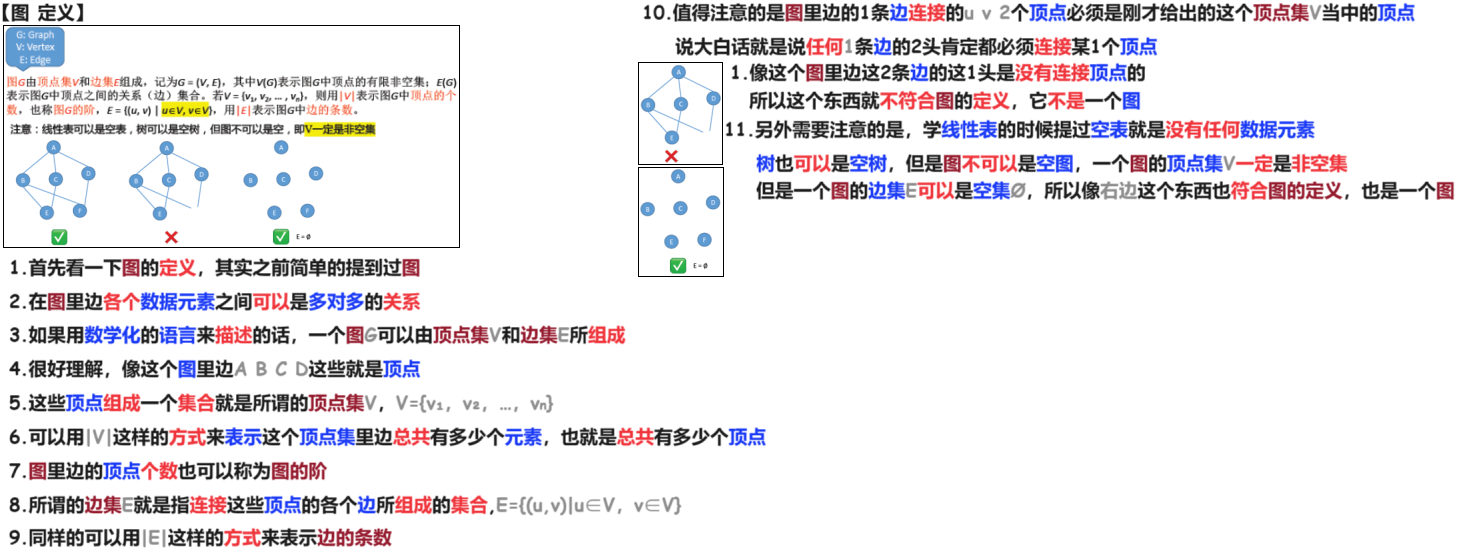 【图 定义】
G: Graph
V: Vertex
E: Edge
图G由顶点集V和边集E组成，记为G = (V, E)，其中V(G)表示图G中顶点的有限非空集；E(G)
表示图G中顶点之间的关系（边）集合。若V = {v₁, v₂, … , vₙ}，则用|V|表示图G中顶点的个
数，也称图G的阶，E = {(u, v) | u∈V, v∈V}，用|E|表示图G中边的条数。
注意：线性表可以是空表，树可以是空树，但图不可以是空，即V一定是非空集
A
B C D
E F
A
B C D
E
A
B C D
E F
E = ∅
1.首先看一下图的定义，其实之前简单的提到过图
2.在图里边各个数据元素之间可以是多对多的关系
3.如果用数学化的语言来描述的话，一个图G可以由顶点集V和边集E所组成
4.很好理解，像这个图里边A B C D这些就是顶点
5.这些顶点组成一个集合就是所谓的顶点集V，V={v₁，v₂，…，vₙ}
6.可以用|V|这样的方式来表示这个顶点集里边总共有多少个元素，也就是总共有多少个顶点
7.图里边的顶点个数也可以称为图的阶
8.所谓的边集E就是指连接这些顶点的各个边所组成的集合,E={(u,v)|u∈V，v∈V}
9.同样的可以用|E|这样的方式来表示边的条数
10.值得注意的是图里边的1条边连接的u v 2个顶点必须是刚才给出的这个顶点集V当中的顶点
说大白话就是说任何1条边的2头肯定都必须连接某1个顶点
A
B C D
E
1.像这个图里边这2条边的这1头是没有连接顶点的
所以这个东西就不符合图的定义，它不是一个图
11.另外需要注意的是，学线性表的时候提过空表就是没有任何数据元素
树也可以是空树，但是图不可以是空图，一个图的顶点集V一定是非空集
但是一个图的边集E可以是空集∅，所以像右边这个东西也符合图的定义，也是一个图
A
B C D
E F
E = ∅